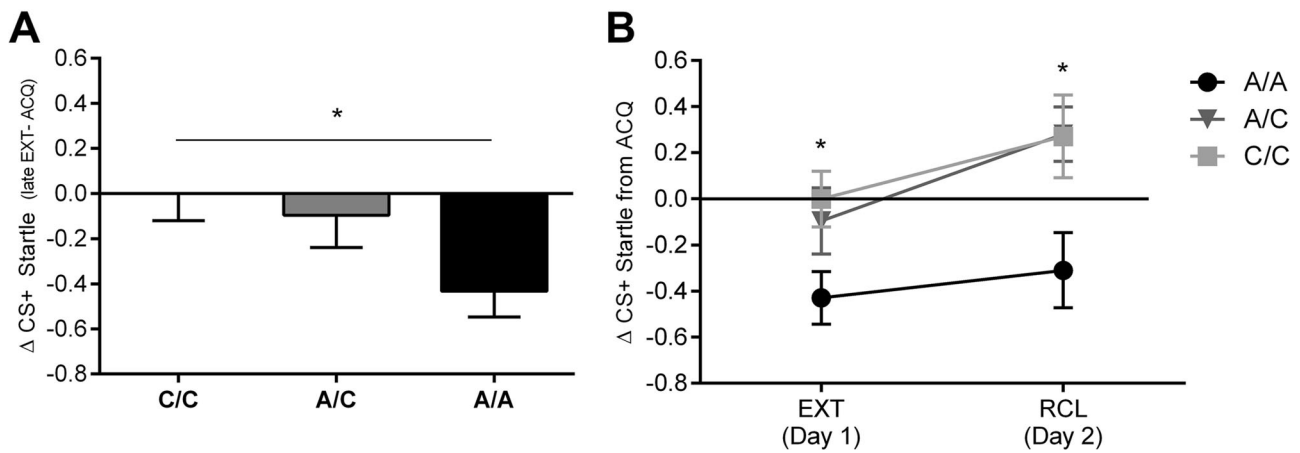 A
Δ CS+ Startle (late EXT- ACQ)
0.6
0.4
0.2
0.0
-0.2
-0.4
-0.6
-0.8
*
C/C
A/C
A/A
B
Δ CS+ Startle from ACQ
0.6
0.4
0.2
0.0
-0.2
-0.4
-0.6
-0.8
*
*
EXT
(Day 1)
RCL
(Day 2)
A/A
A/C
C/C